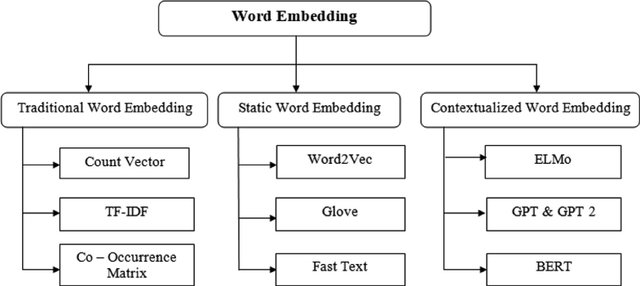 Word Embedding
Traditional Word Embedding
Static Word Embedding
Contextualized Word Embedding
Count Vector
Word2Vec
ELMo
TF-IDF
Glove
GPT & GPT 2
Co – Occurrence
Matrix
Fast Text
BERT